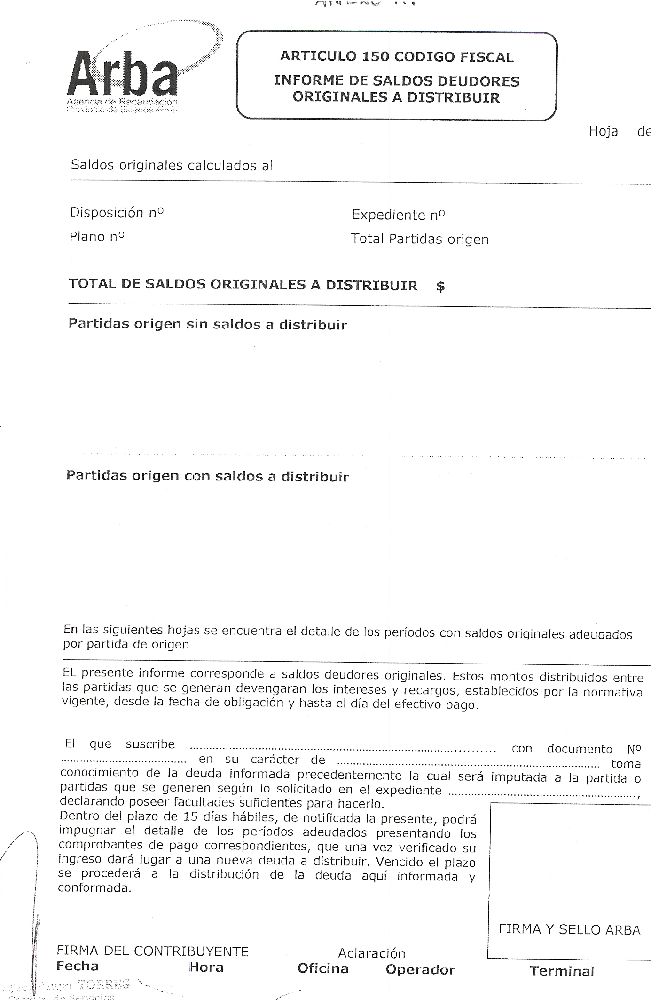 Arba
Agencia de Recaudación
Provincia de Buenos Aires
ARTICULO 150 CODIGO FISCAL
INFORME DE SALDOS DEUDORES
ORIGINALES A DISTRIBUIR
Hoja de
Saldos originales calculados al
Disposición nº
Expediente nº
Plano nº
Total Partidas origen
TOTAL DE SALDOS ORIGINALES A DISTRIBUIR $
Partidas origen sin saldos a distribuir
Partidas origen con saldos a distribuir
En las siguientes hojas se encuentra el detalle de los períodos con saldos originales adeudados
por partida de origen
EL presente informe corresponde a saldos deudores originales. Estos montos distribuidos entre
las partidas que se generan devengaran los intereses y recargos, establecidos por la normativa
vigente, desde la fecha de obligación y hasta el día del efectivo pago.
El que suscribe ........................................ con documento Nº
........................................ en su carácter de ........................................ toma
conocimiento de la deuda informada precedentemente la cual será imputada a la partida o
partidas que se generen según lo solicitado en el expediente ........................................,
declarando poseer facultades suficientes para hacerlo.
Dentro del plazo de 15 días hábiles, de notificada la presente, podrá
impugnar el detalle de los períodos adeudados presentando los
comprobantes de pago correspondientes, que una vez verificado su
ingreso dará lugar a una nueva deuda a distribuir. Vencido el plazo
se procederá a la distribución de la deuda aquí informada y
conformada.
FIRMA Y SELLO ARBA
FIRMA DEL CONTRIBUYENTE
Aclaración
Fecha Hora Oficina Operador Terminal
Angel TORRES
de Servicios